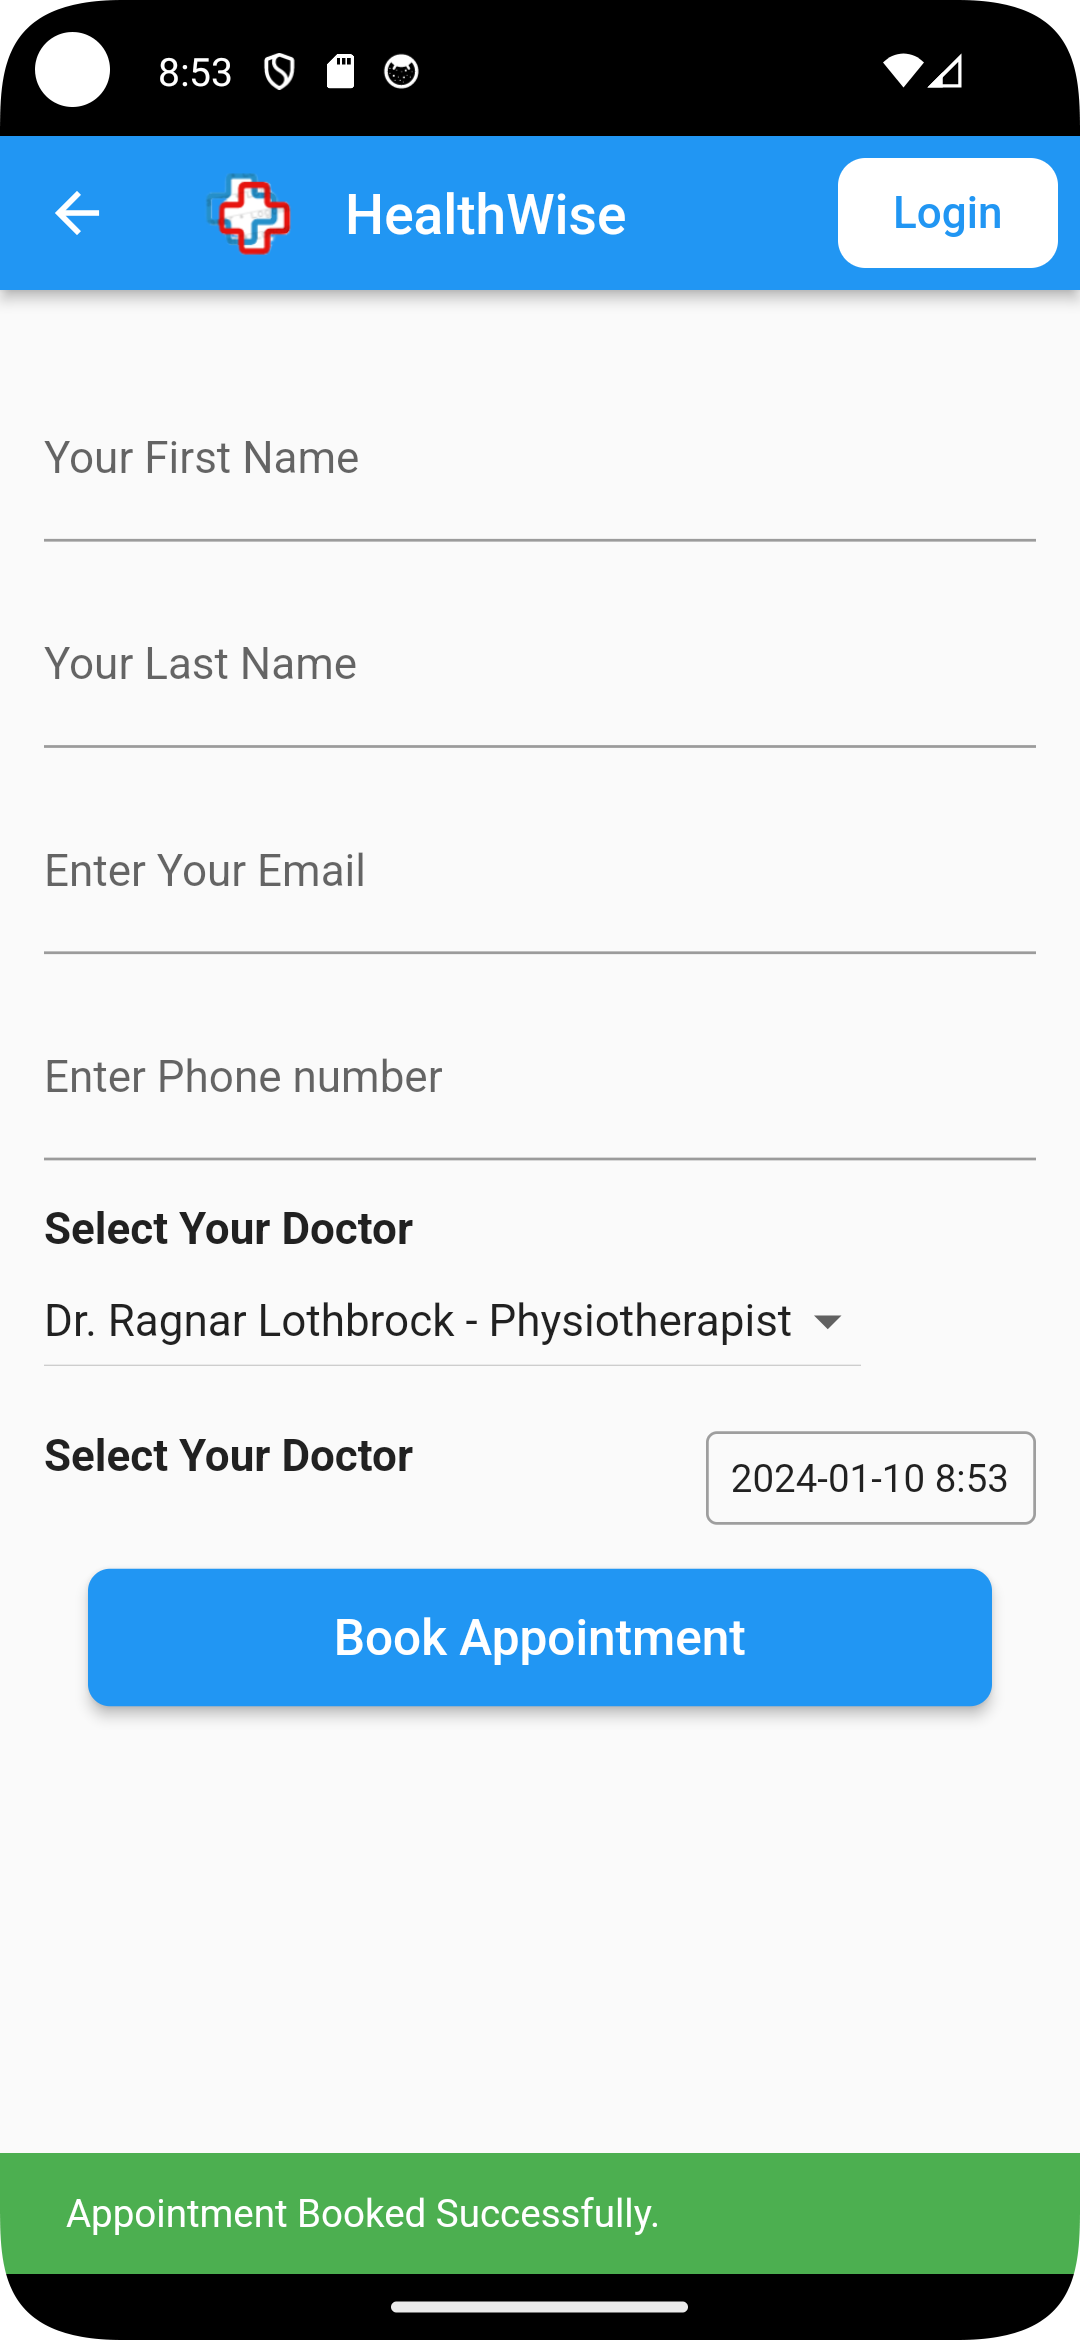 8:53
HealthWise
Login
Your First Name
Your Last Name
Enter Your Email
Enter Phone number
Select Your Doctor
Dr. Ragnar Lothbrock - Physiotherapist
Select Your Doctor
2024-01-10 8:53
Book Appointment
Appointment Booked Successfully.